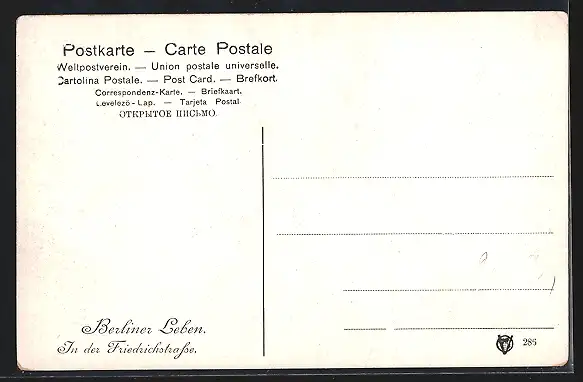 Postkarte – Carte Postale
Weltpostverein. — Union postale universelle.
Cartolina Postale. — Post Card. — Brefkort.
Correspondenz-Karte. — Briefkaart.
Levelező-Lap. — Tarjeta Postal
ОТКРЫТОЕ ПИСЬМО.
Berliner Leben.
In der Friedrichstraße.
285